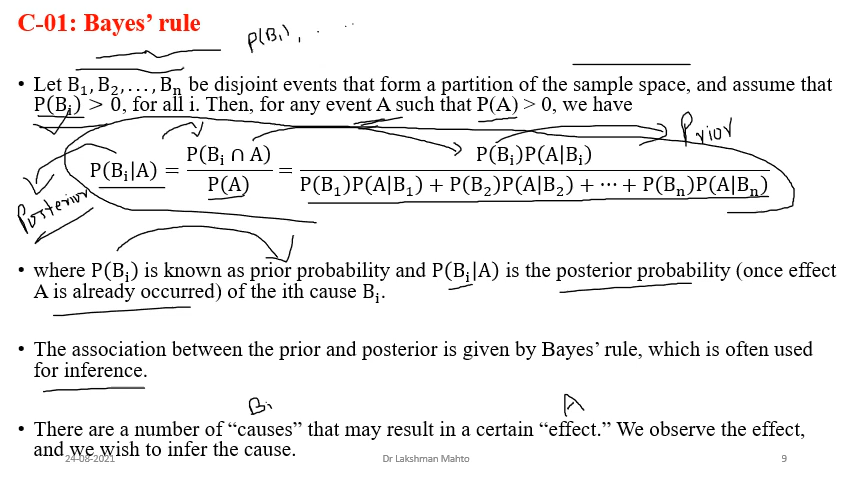 C-01: Bayes’ rule
P(Bi), . . .
• Let B₁, B₂, . . . , Bₙ be disjoint events that form a partition of the sample space, and assume that
P(Bᵢ) > 0, for all i. Then, for any event A such that P(A) > 0, we have
Prior
P(Bᵢ|A) = P(Bᵢ ∩ A) / P(A) = P(Bᵢ)P(A|Bᵢ) / P(B₁)P(A|B₁) + P(B₂)P(A|B₂) + ⋯ + P(Bₙ)P(A|Bₙ)
Posterior
• where P(Bᵢ) is known as prior probability and P(Bᵢ|A) is the posterior probability (once effect
A is already occurred) of the ith cause Bᵢ.
• The association between the prior and posterior is given by Bayes’ rule, which is often used
for inference.
Bi A
• There are a number of “causes” that may result in a certain “effect.” We observe the effect,
and we wish to infer the cause.
24-08-2021 Dr Lakshman Mahto 9